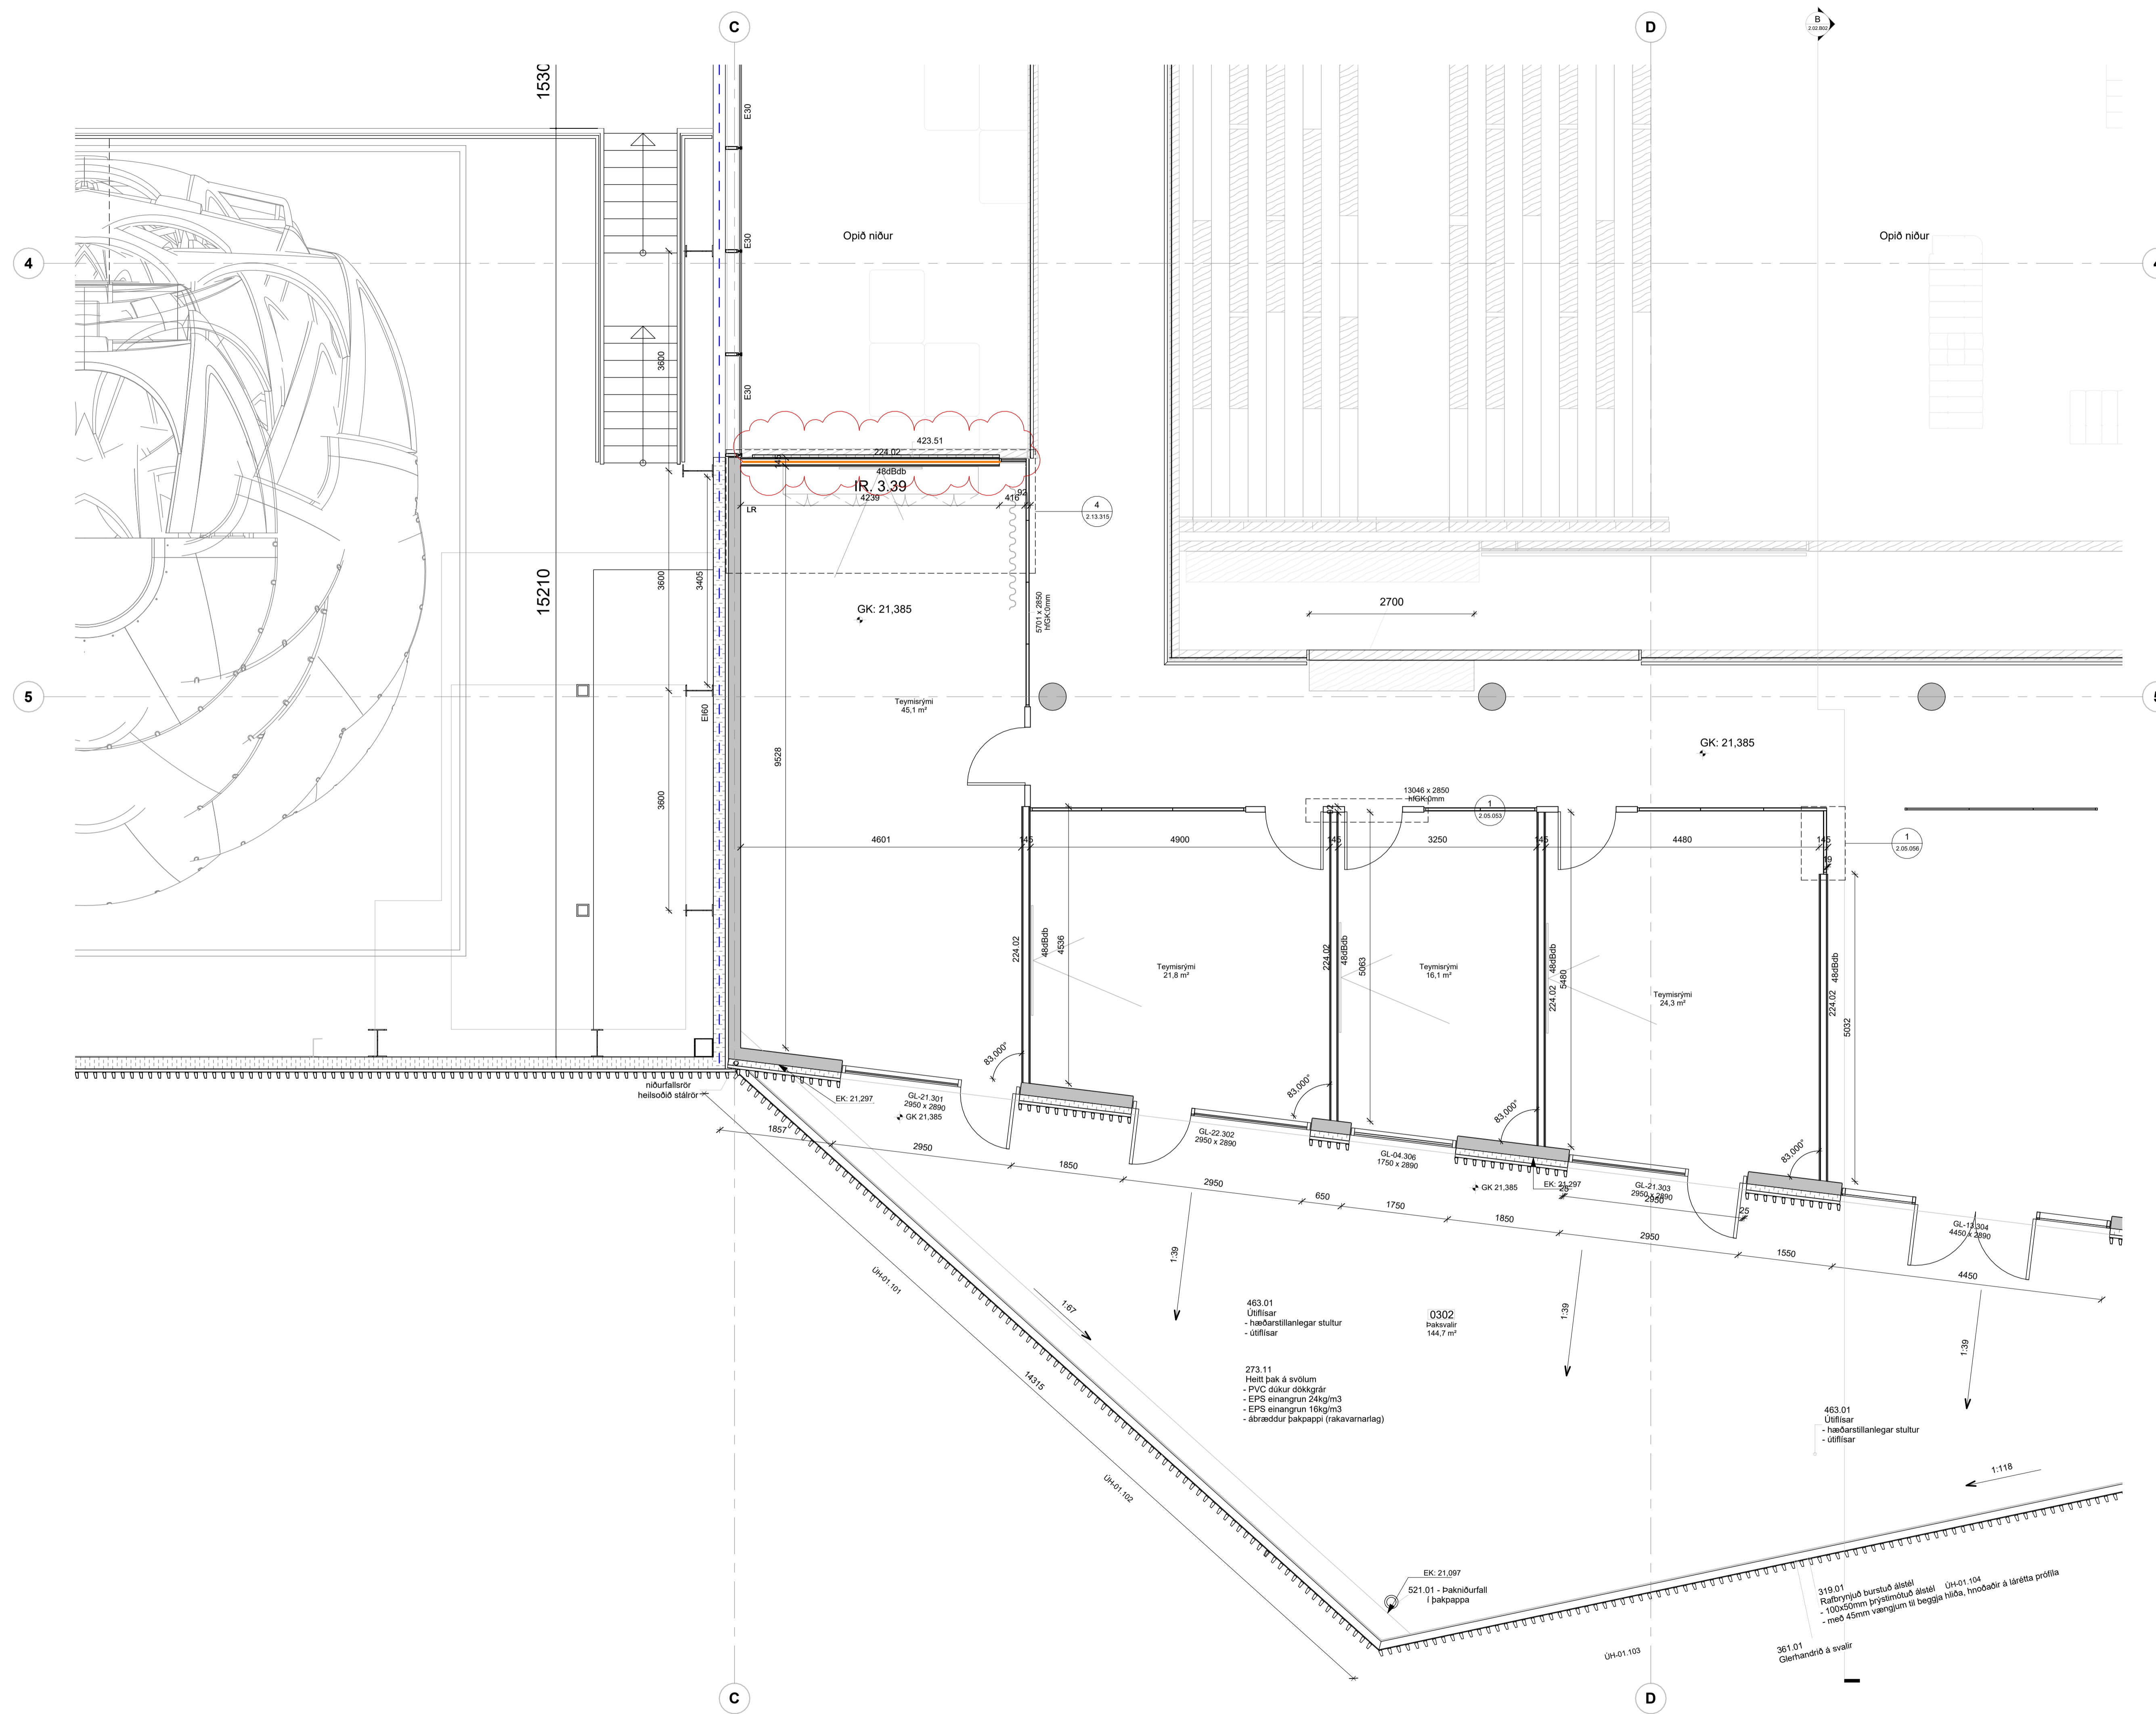 C
D
B
2.02.B02
1530
E30
E30
E30
Opið niður
Opið niður
4
3600
423.51
224.02
145
48dBdb
IR. 3.39
4239
416
92
LR
4
2.13.315
15210
3600
3405
GK: 21,385
5701 x 2850
hfGK:0mm
2700
5
EI60
Teymisrými
45,1 m²
GK: 21,385
9528
3600
13046 x 2850
hfGK:0mm
92
1
2.05.053
1
2.05.056
4601
145
4900
145
3250
145
4480
145
19
224.02
48dBdb
4536
Teymisrými
21,8 m²
224.02
48dBdb
5063
Teymisrými
16,1 m²
224.02
48dBdb
5480
Teymisrými
24,3 m²
224.02
48dBdb
5032
83,000°
83,000°
83,000°
83,000°
niðurfallsrör
heilsoðið stálrör
EK: 21,297
GL-21.301
2950 x 2890
GK 21,385
GL-22.302
2950 x 2890
GL-04.306
1750 x 2890
GK 21,385
EK: 21,297
GL-21.303
2950 x 2890
25
2950
25
GL-13.304
4450 x 2890
1857
2950
1850
2950
650
1750
1850
2950
1550
4450
1:39
1:39
1:39
1:67
ÚH-01.101
14315
ÚH-01.102
463.01
Útiflísar
- hæðarstillanlegar stultur
- útiflísar
0302
Þaksvalir
144,7 m²
273.11
Heitt þak á svölum
- PVC dúkur dökkgrár
- EPS einangrun 24kg/m3
- EPS einangrun 16kg/m3
- ábræddur þakpappi (rakavarnarlag)
463.01
Útiflísar
- hæðarstillanlegar stultur
- útiflísar
1:118
EK: 21,097
521.01 - Þakniðurfall
í þakpappa
319.01
Rafbrynjuð burstuð álstél
- 100x50mm þrýstimótuð álstél
ÚH-01.104
- með 45mm vængjum til beggja hliða, hnoðaðir á lárétta prófíla
361.01
Glerhandrið á svalir
ÚH-01.103
C
D